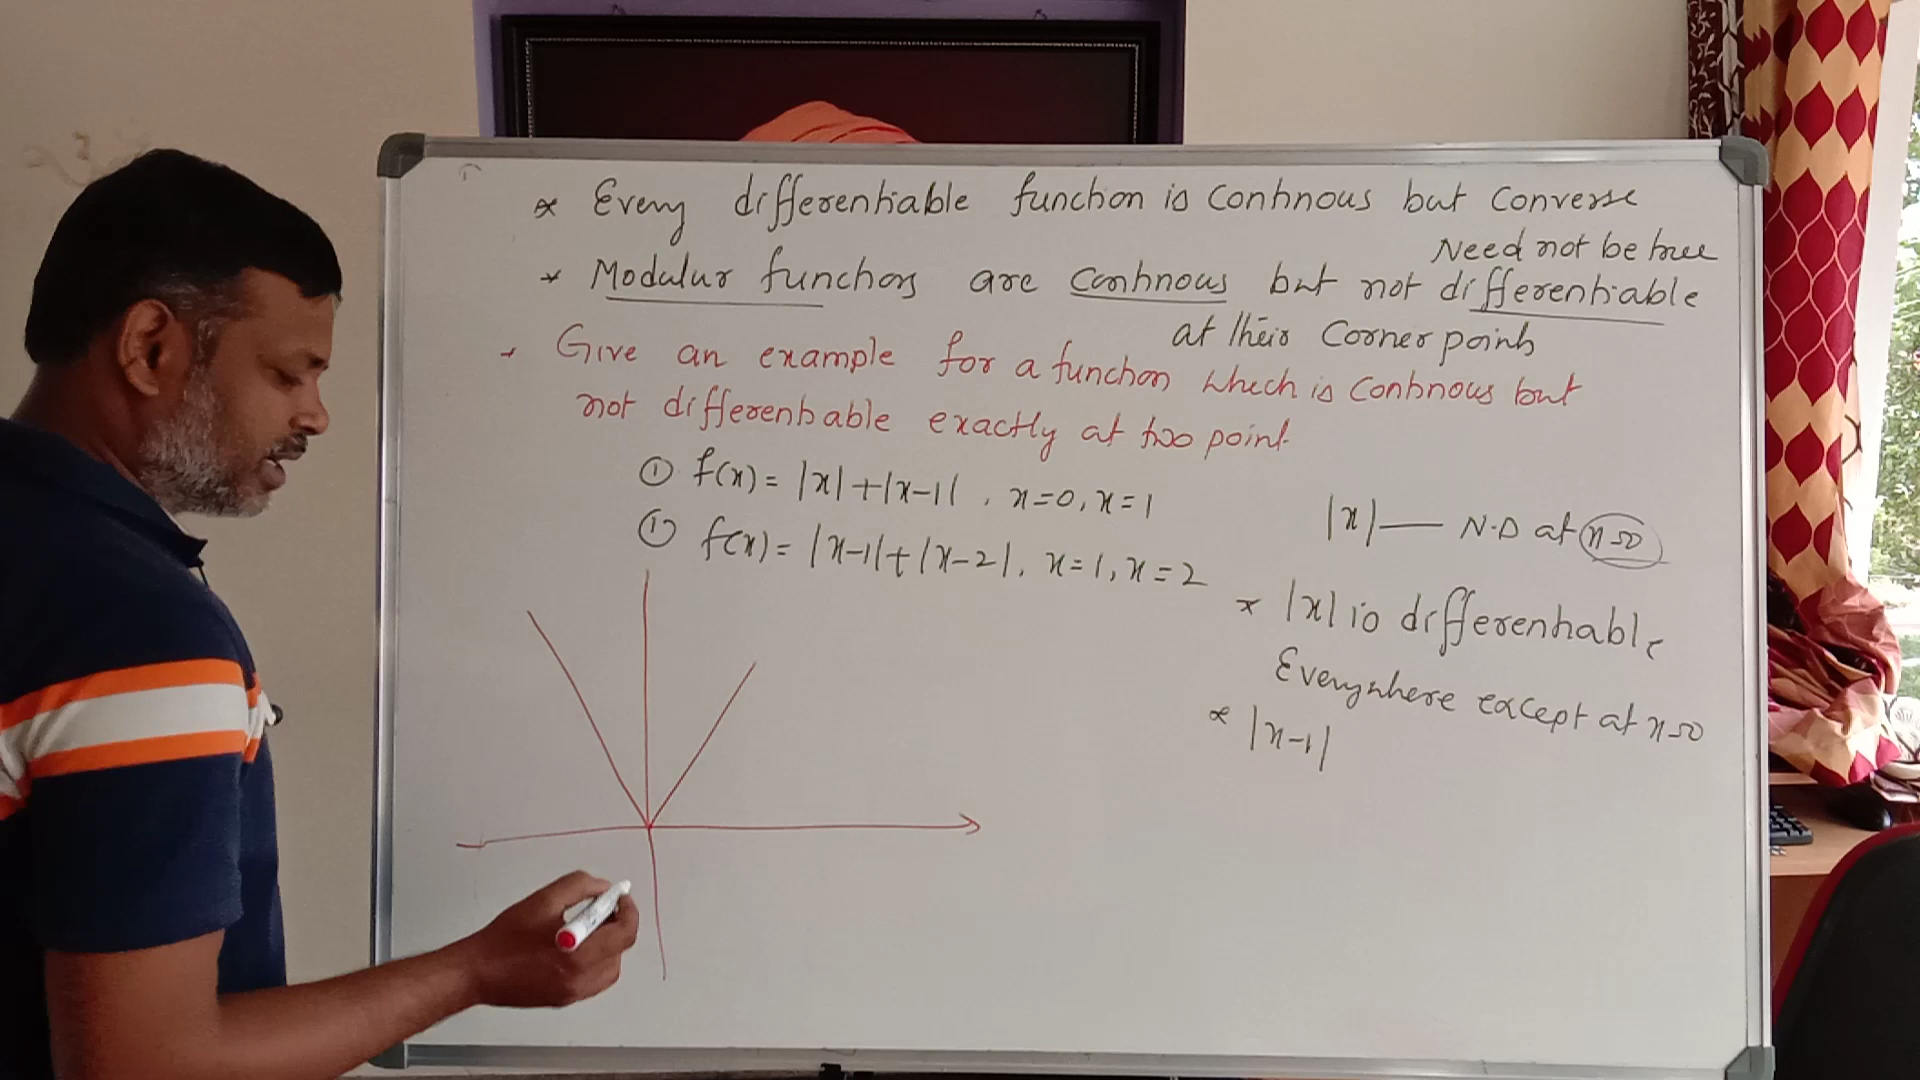 * Every differentiable function is continous but converse
Need not be true
* Modulur functions are continous but not differentiable
at their corner points
* Give an example for a function which is continous but
not differentiable exactly at two point.
① f(x) = |x| + |x-1| , x=0, x=1
① f(x) = |x-1| + |x-2|, x=1, x=2
|x| — N.D at x=0
* |x| is differentiable
Everywhere except at x=0
* |x-1|